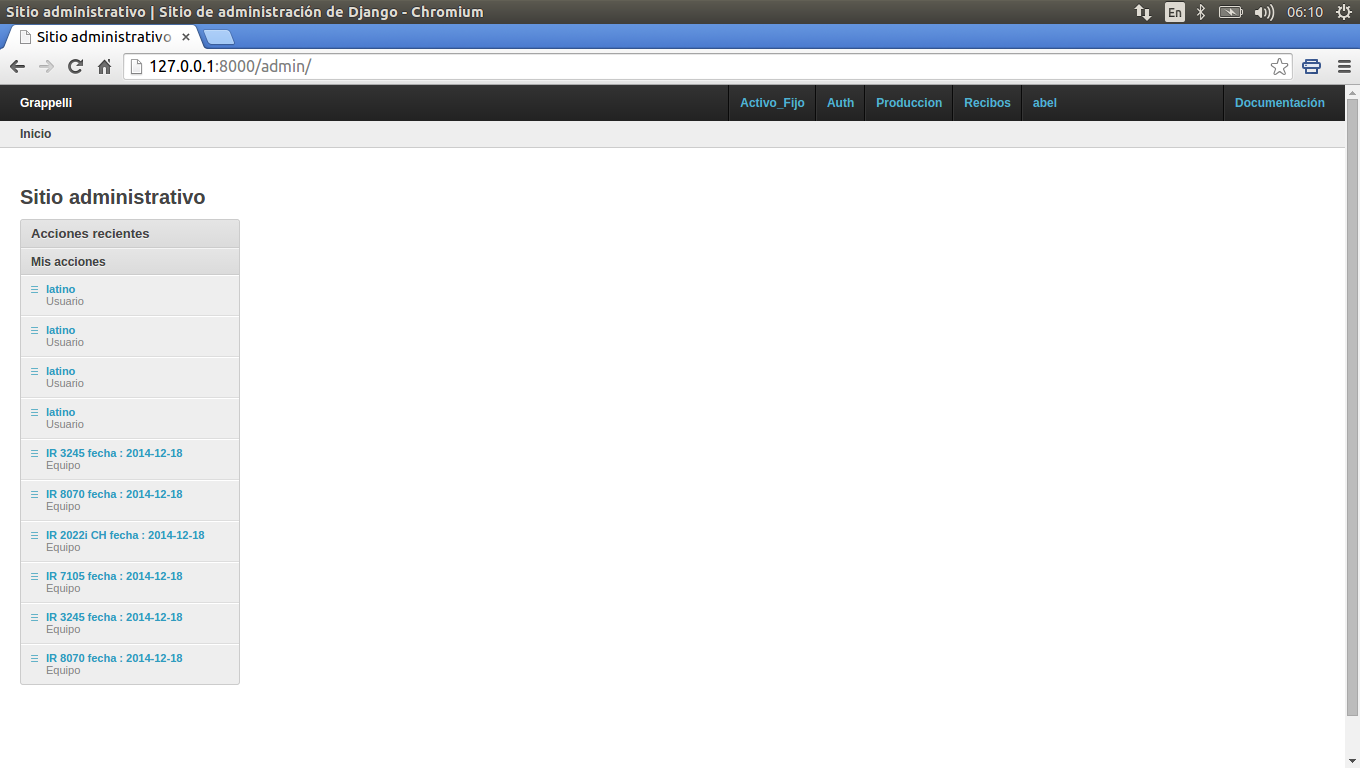 Sitio administrativo | Sitio de administración de Django - Chromium
En
06:10
Sitio administrativo
127.0.0.1:8000/admin/
Grappelli
Activo_Fijo
Auth
Produccion
Recibos
abel
Documentación
Inicio
Sitio administrativo
Acciones recientes
Mis acciones
latino
Usuario
latino
Usuario
latino
Usuario
latino
Usuario
IR 3245 fecha : 2014-12-18
Equipo
IR 8070 fecha : 2014-12-18
Equipo
IR 2022i CH fecha : 2014-12-18
Equipo
IR 7105 fecha : 2014-12-18
Equipo
IR 3245 fecha : 2014-12-18
Equipo
IR 8070 fecha : 2014-12-18
Equipo